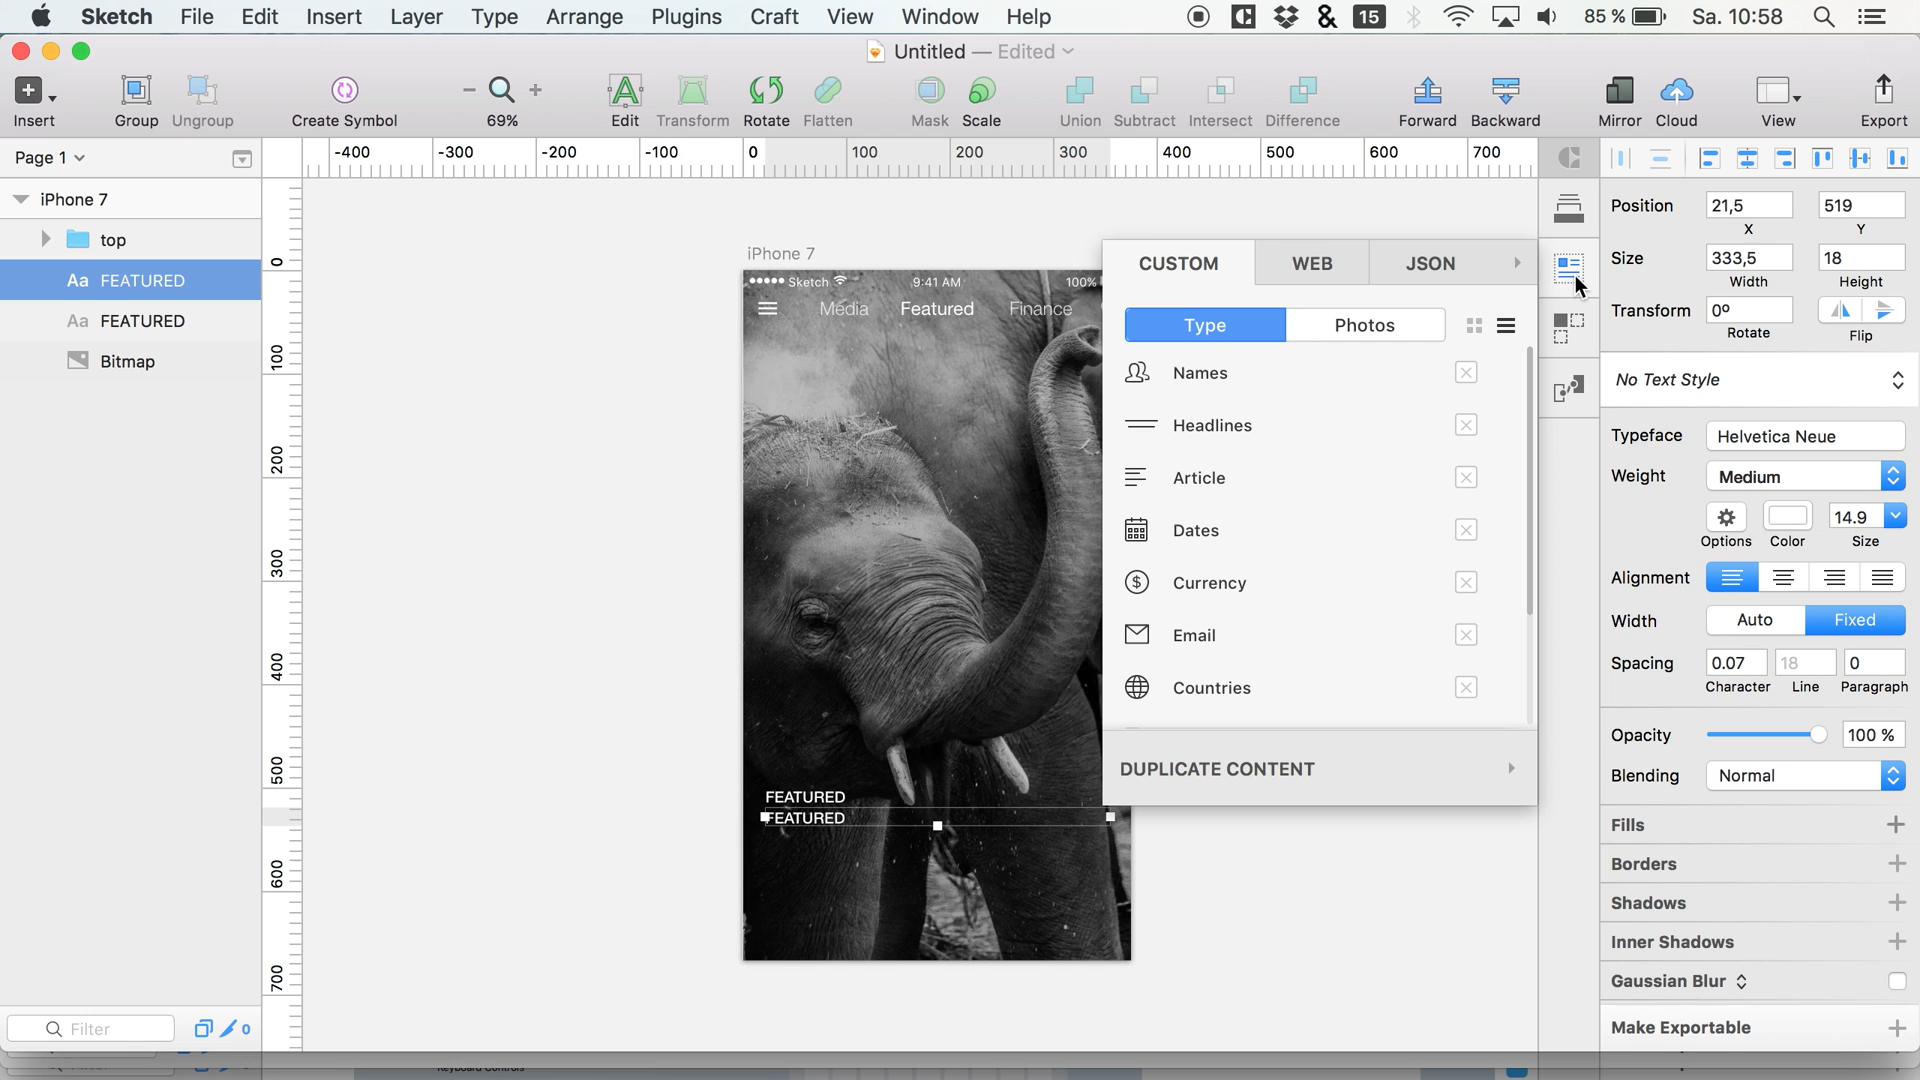 Sketch File Edit Insert Layer Type Arrange Plugins Craft View Window Help 15 85 % Sa. 10:58
Untitled — Edited
Insert Group Ungroup Create Symbol 69% Edit Transform Rotate Flatten Mask Scale Union Subtract Intersect Difference Forward Backward Mirror Cloud View Export
Page 1
-400 -300 -200 -100 0 100 200 300 400 500 600 700
iPhone 7
top
FEATURED
Aa
FEATURED
Aa
Bitmap
Filter
0
0
100
200
300
400
500
600
700
iPhone 7
Sketch 9:41 AM 100%
Media Featured Finance
FEATURED
FEATURED
CUSTOM WEB JSON
Type Photos
Names
Headlines
Article
Dates
Currency
$
Email
Countries
DUPLICATE CONTENT
Position 21,5 519
X Y
Size 333,5 18
Width Height
Transform 0º
Rotate Flip
No Text Style
Typeface Helvetica Neue
Weight Medium
14.9
Options Color Size
Alignment
Width Auto Fixed
Spacing 0.07 18 0
Character Line Paragraph
Opacity 100 %
Blending Normal
Fills
Borders
Shadows
Inner Shadows
Gaussian Blur
Make Exportable
Keyboard Controls